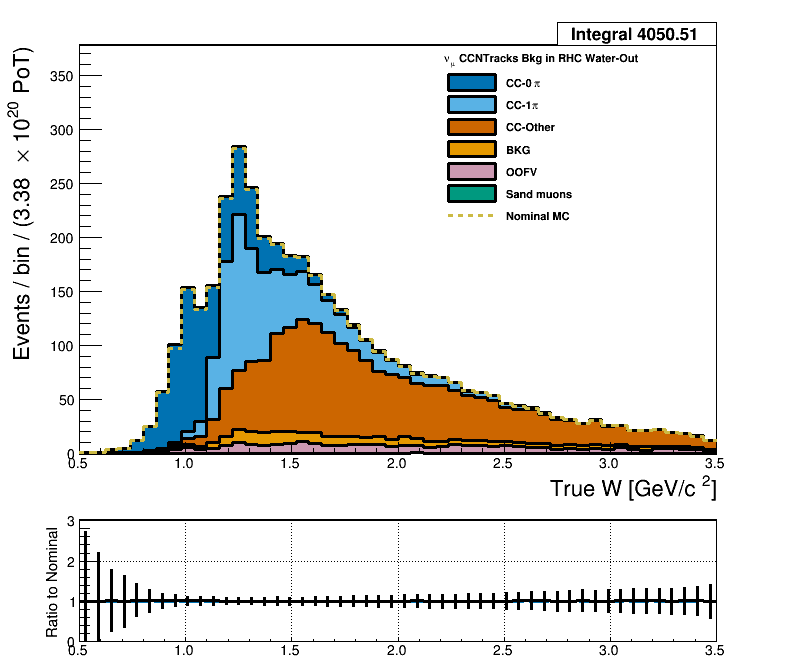 Integral 4050.51
ν μ CCNTracks Bkg in RHC Water-Out
CC-0 π
CC-1π
CC-Other
BKG
OOFV
Sand muons
Nominal MC
Events / bin / (3.38 × 10^20 PoT)
350
300
250
200
150
100
50
0
0.5 1.0 1.5 2.0 2.5 3.0 3.5
True W [GeV/c ^2]
Ratio to Nominal
3
2
1
0
0.5 1.0 1.5 2.0 2.5 3.0 3.5